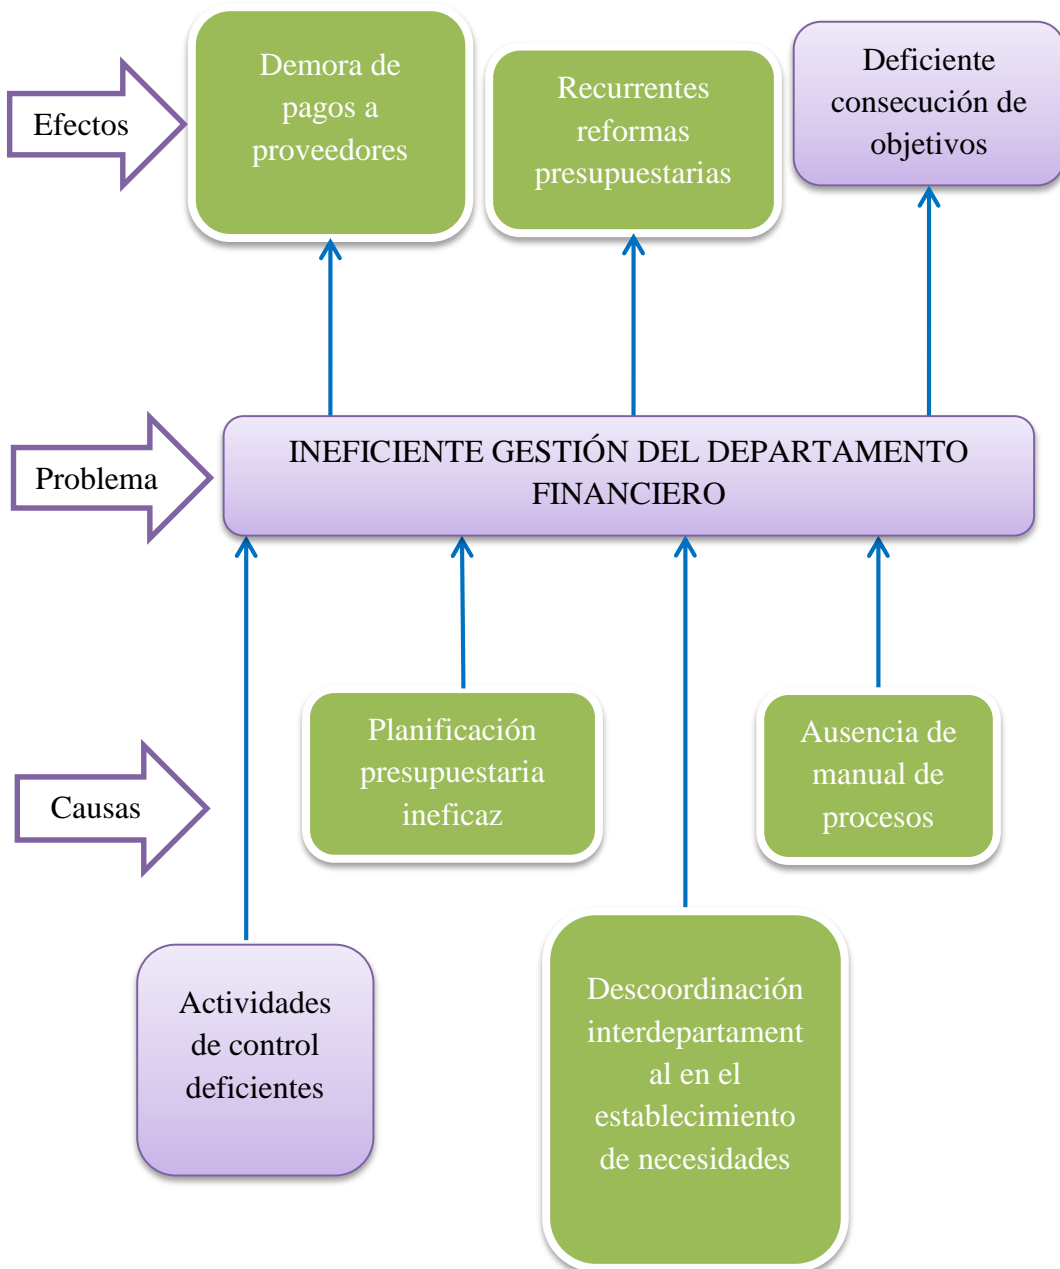 Efectos
Demora de
pagos a
proveedores
Recurrentes
reformas
presupuestarias
Deficiente
consecución de
objetivos
Problema
INEFICIENTE GESTIÓN DEL DEPARTAMENTO
FINANCIERO
Causas
Planificación
presupuestaria
ineficaz
Ausencia de
manual de
procesos
Actividades
de control
deficientes
Descoordinación
interdepartament
al en el
establecimiento
de necesidades